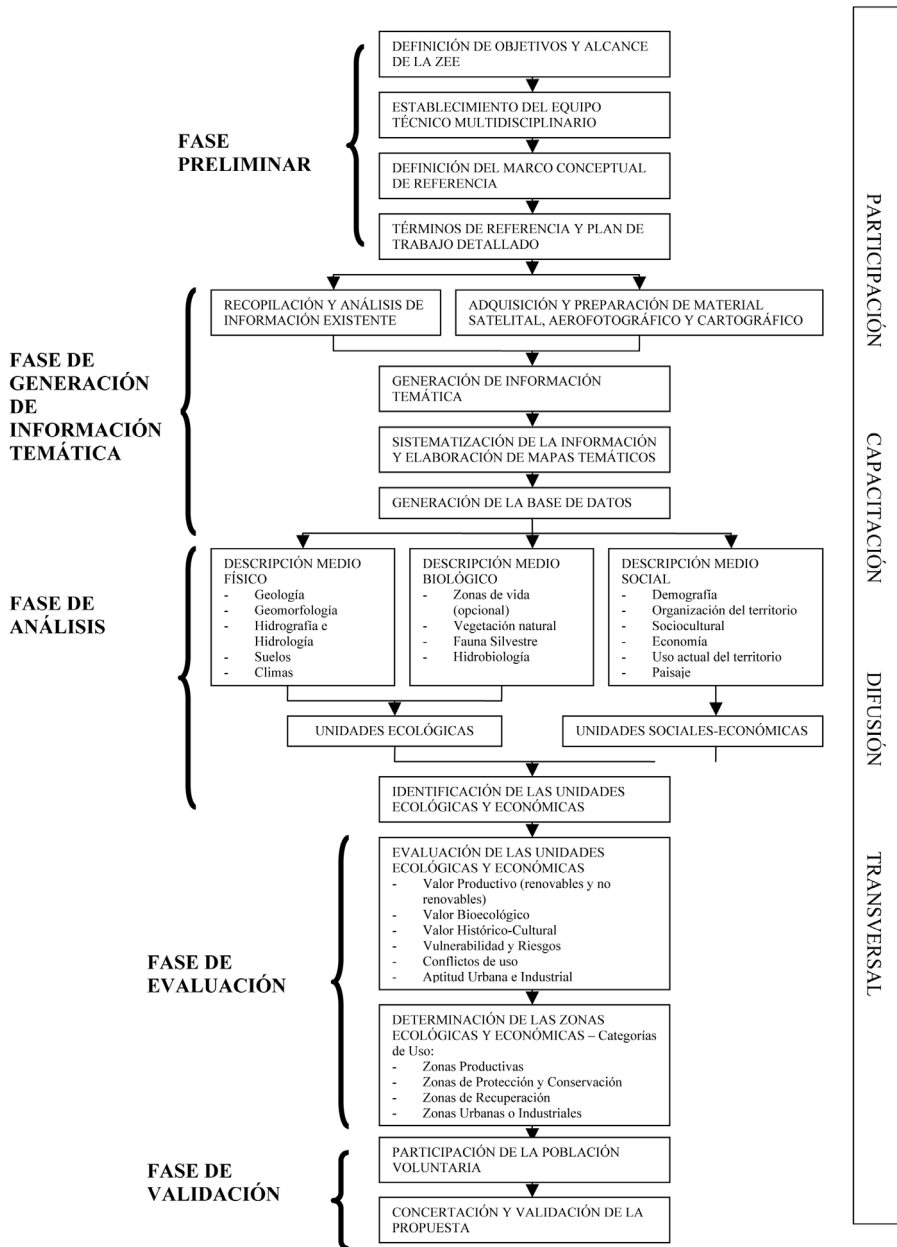 DEFINICIÓN DE OBJETIVOS Y ALCANCE
DE LA ZEE
ESTABLECIMIENTO DEL EQUIPO
TÉCNICO MULTIDISCIPLINARIO
FASE
PRELIMINAR
DEFINICIÓN DEL MARCO CONCEPTUAL
DE REFERENCIA
TÉRMINOS DE REFERENCIA Y PLAN DE
TRABAJO DETALLADO
RECOPILACIÓN Y ANÁLISIS DE
INFORMACIÓN EXISTENTE
ADQUISICIÓN Y PREPARACIÓN DE MATERIAL
SATELITAL, AEROFOTOGRÁFICO Y CARTOGRÁFICO
FASE DE
GENERACIÓN
DE
INFORMACIÓN
TEMÁTICA
GENERACIÓN DE INFORMACIÓN
TEMÁTICA
SISTEMATIZACIÓN DE LA INFORMACIÓN
Y ELABORACIÓN DE MAPAS TEMÁTICOS
GENERACIÓN DE LA BASE DE DATOS
FASE DE
ANÁLISIS
DESCRIPCIÓN MEDIO
FÍSICO
- Geología
- Geomorfología
- Hidrografía e
Hidrología
- Suelos
- Climas
DESCRIPCIÓN MEDIO
BIOLÓGICO
- Zonas de vida
(opcional)
- Vegetación natural
- Fauna Silvestre
- Hidrobiología
DESCRIPCIÓN MEDIO
SOCIAL
- Demografía
- Organización del territorio
- Sociocultural
- Economía
- Uso actual del territorio
- Paisaje
UNIDADES ECOLÓGICAS
UNIDADES SOCIALES-ECONÓMICAS
IDENTIFICACIÓN DE LAS UNIDADES
ECOLÓGICAS Y ECONÓMICAS
FASE DE
EVALUACIÓN
EVALUACIÓN DE LAS UNIDADES
ECOLÓGICAS Y ECONÓMICAS
- Valor Productivo (renovables y no
renovables)
- Valor Bioecológico
- Valor Histórico-Cultural
- Vulnerabilidad y Riesgos
- Conflictos de uso
- Aptitud Urbana e Industrial
DETERMINACIÓN DE LAS ZONAS
ECOLÓGICAS Y ECONÓMICAS – Categorías
de Uso:
- Zonas Productivas
- Zonas de Protección y Conservación
- Zonas de Recuperación
- Zonas Urbanas o Industriales
FASE DE
VALIDACIÓN
PARTICIPACIÓN DE LA POBLACIÓN
VOLUNTARIA
CONCERTACIÓN Y VALIDACIÓN DE LA
PROPUESTA
PARTICIPACIÓN CAPACITACIÓN DIFUSIÓN TRANSVERSAL